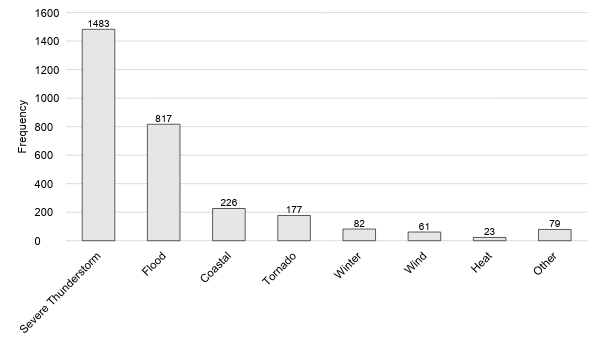 1600
1400
1200
1000
800
600
400
200
0
Frequency
1483
817
226
177
82
61
23
79
Severe Thunderstorm
Flood
Coastal
Tornado
Winter
Wind
Heat
Other